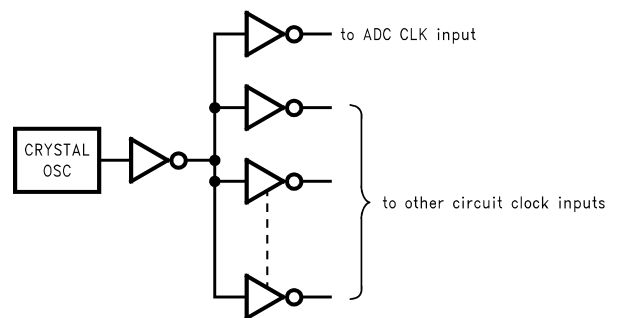 to ADC CLK input
CRYSTAL
OSC
to other circuit clock inputs